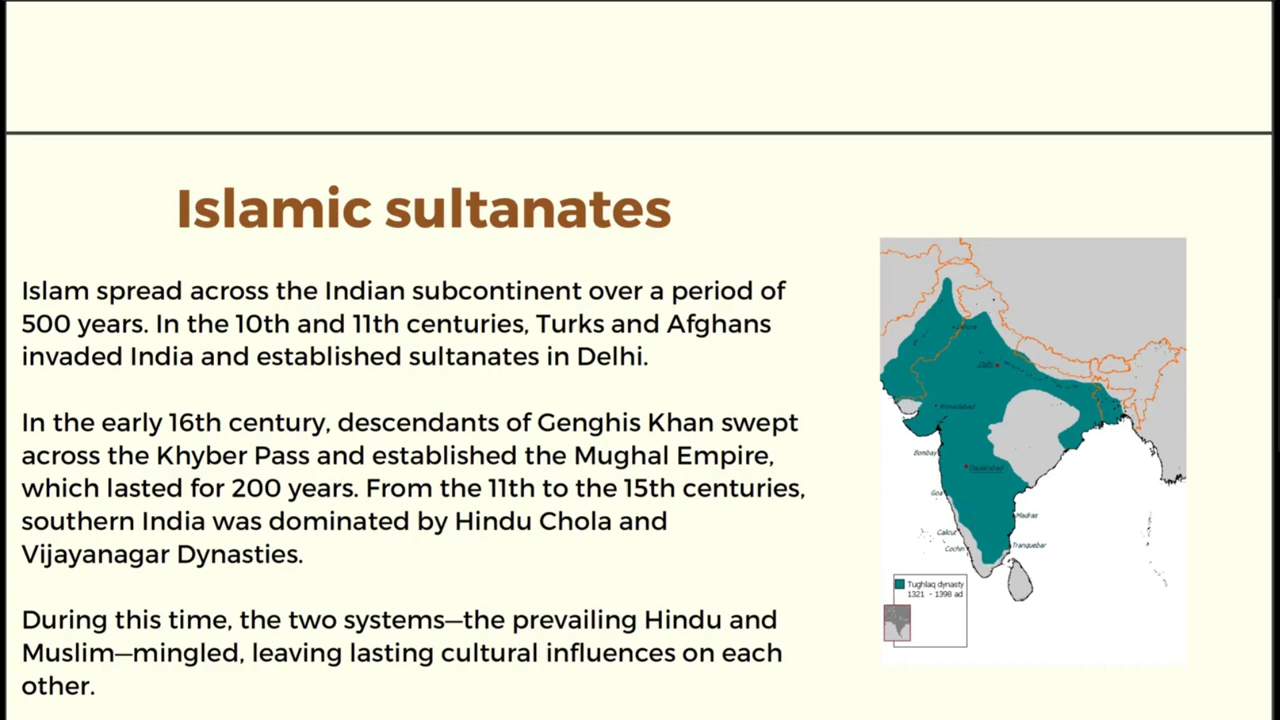 Islamic sultanates
Islam spread across the Indian subcontinent over a period of
500 years. In the 10th and 11th centuries, Turks and Afghans
invaded India and established sultanates in Delhi.
In the early 16th century, descendants of Genghis Khan swept
across the Khyber Pass and established the Mughal Empire,
which lasted for 200 years. From the 11th to the 15th centuries,
southern India was dominated by Hindu Chola and
Vijayanagar Dynasties.
During this time, the two systems—the prevailing Hindu and
Muslim—mingled, leaving lasting cultural influences on each
other.
Lahore
Delhi
Ahmadabad
Bombay
Daulatabad
Goa
Madras
Calicut
Cochin
Tranquebar
Tughlaq dynasty
1321 - 1398 ad